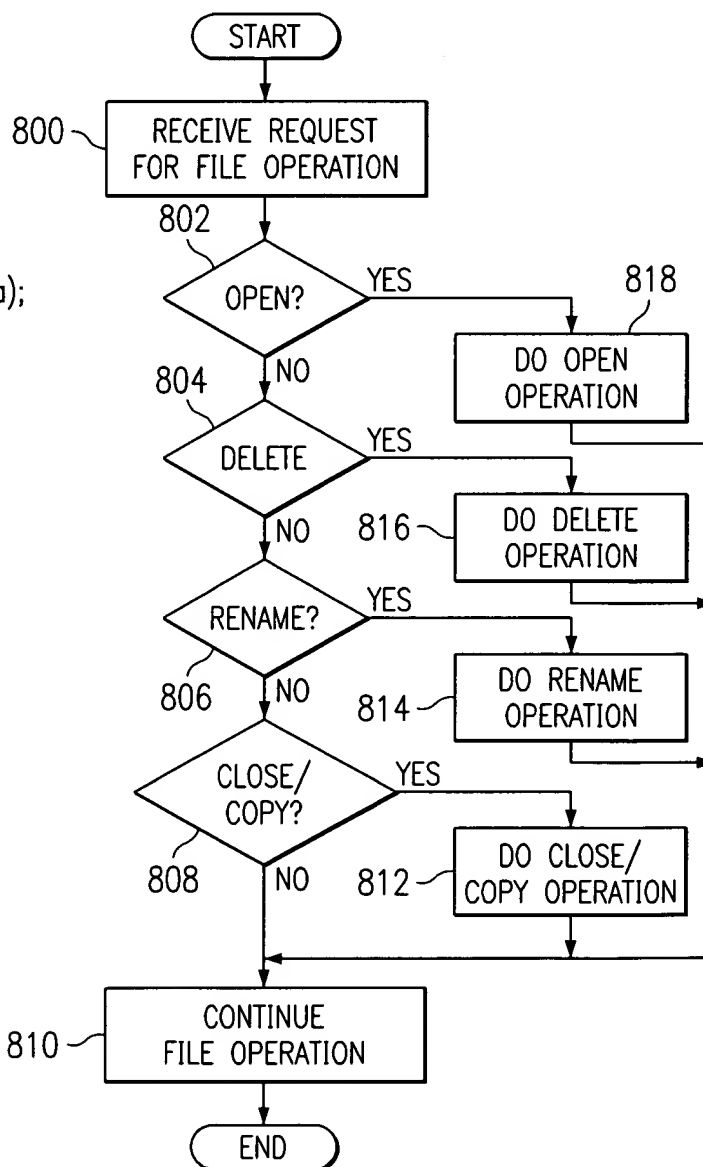 START
800
RECEIVE REQUEST
FOR FILE OPERATION
802
);
OPEN?
YES
818
DO OPEN
OPERATION
NO
804
DELETE
YES
816
DO DELETE
OPERATION
NO
RENAME?
YES
806
NO
814
DO RENAME
OPERATION
CLOSE/
COPY?
YES
808
NO
812
DO CLOSE/
COPY OPERATION
810
CONTINUE
FILE OPERATION
END